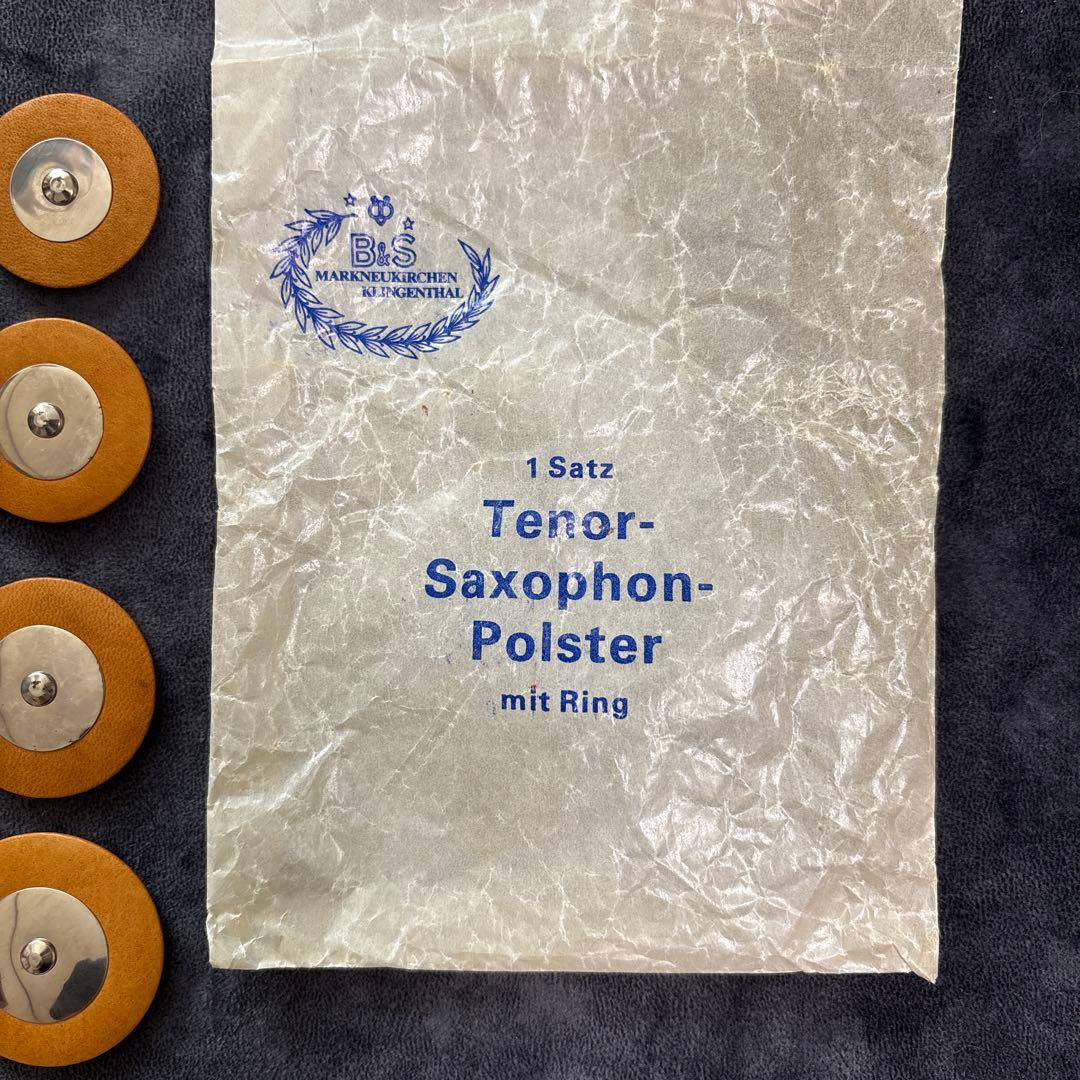 B&S
MARKNEUKIRCHEN
KLINGENTHAL
1 Satz
Tenor-
Saxophon-
Polster
mit Ring